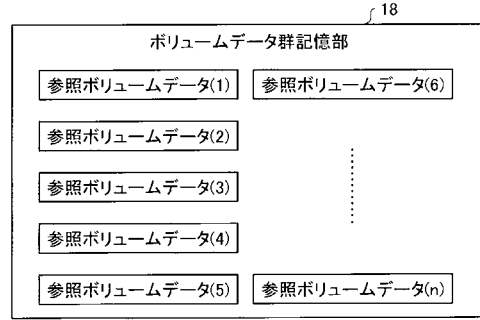 18
ボリュームデータ群記憶部
参照ボリュームデータ(1)
参照ボリュームデータ(2)
参照ボリュームデータ(3)
参照ボリュームデータ(4)
参照ボリュームデータ(5)
参照ボリュームデータ(6)
参照ボリュームデータ(n)